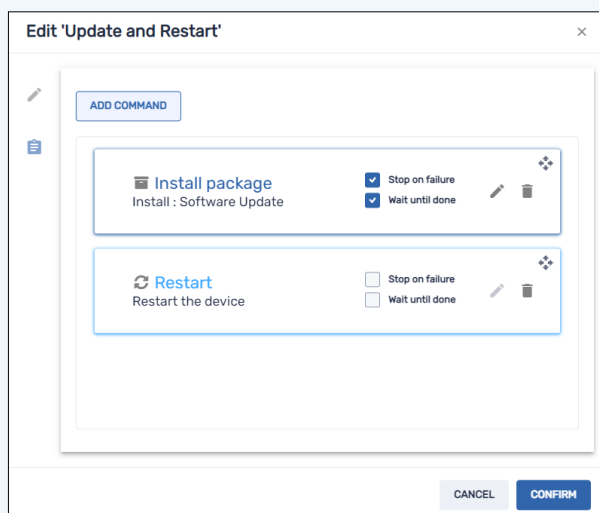 Edit 'Update and Restart'
ADD COMMAND
Install package
Install : Software Update
Stop on failure
Wait until done
Restart
Restart the device
Stop on failure
Wait until done
CANCEL
CONFIRM